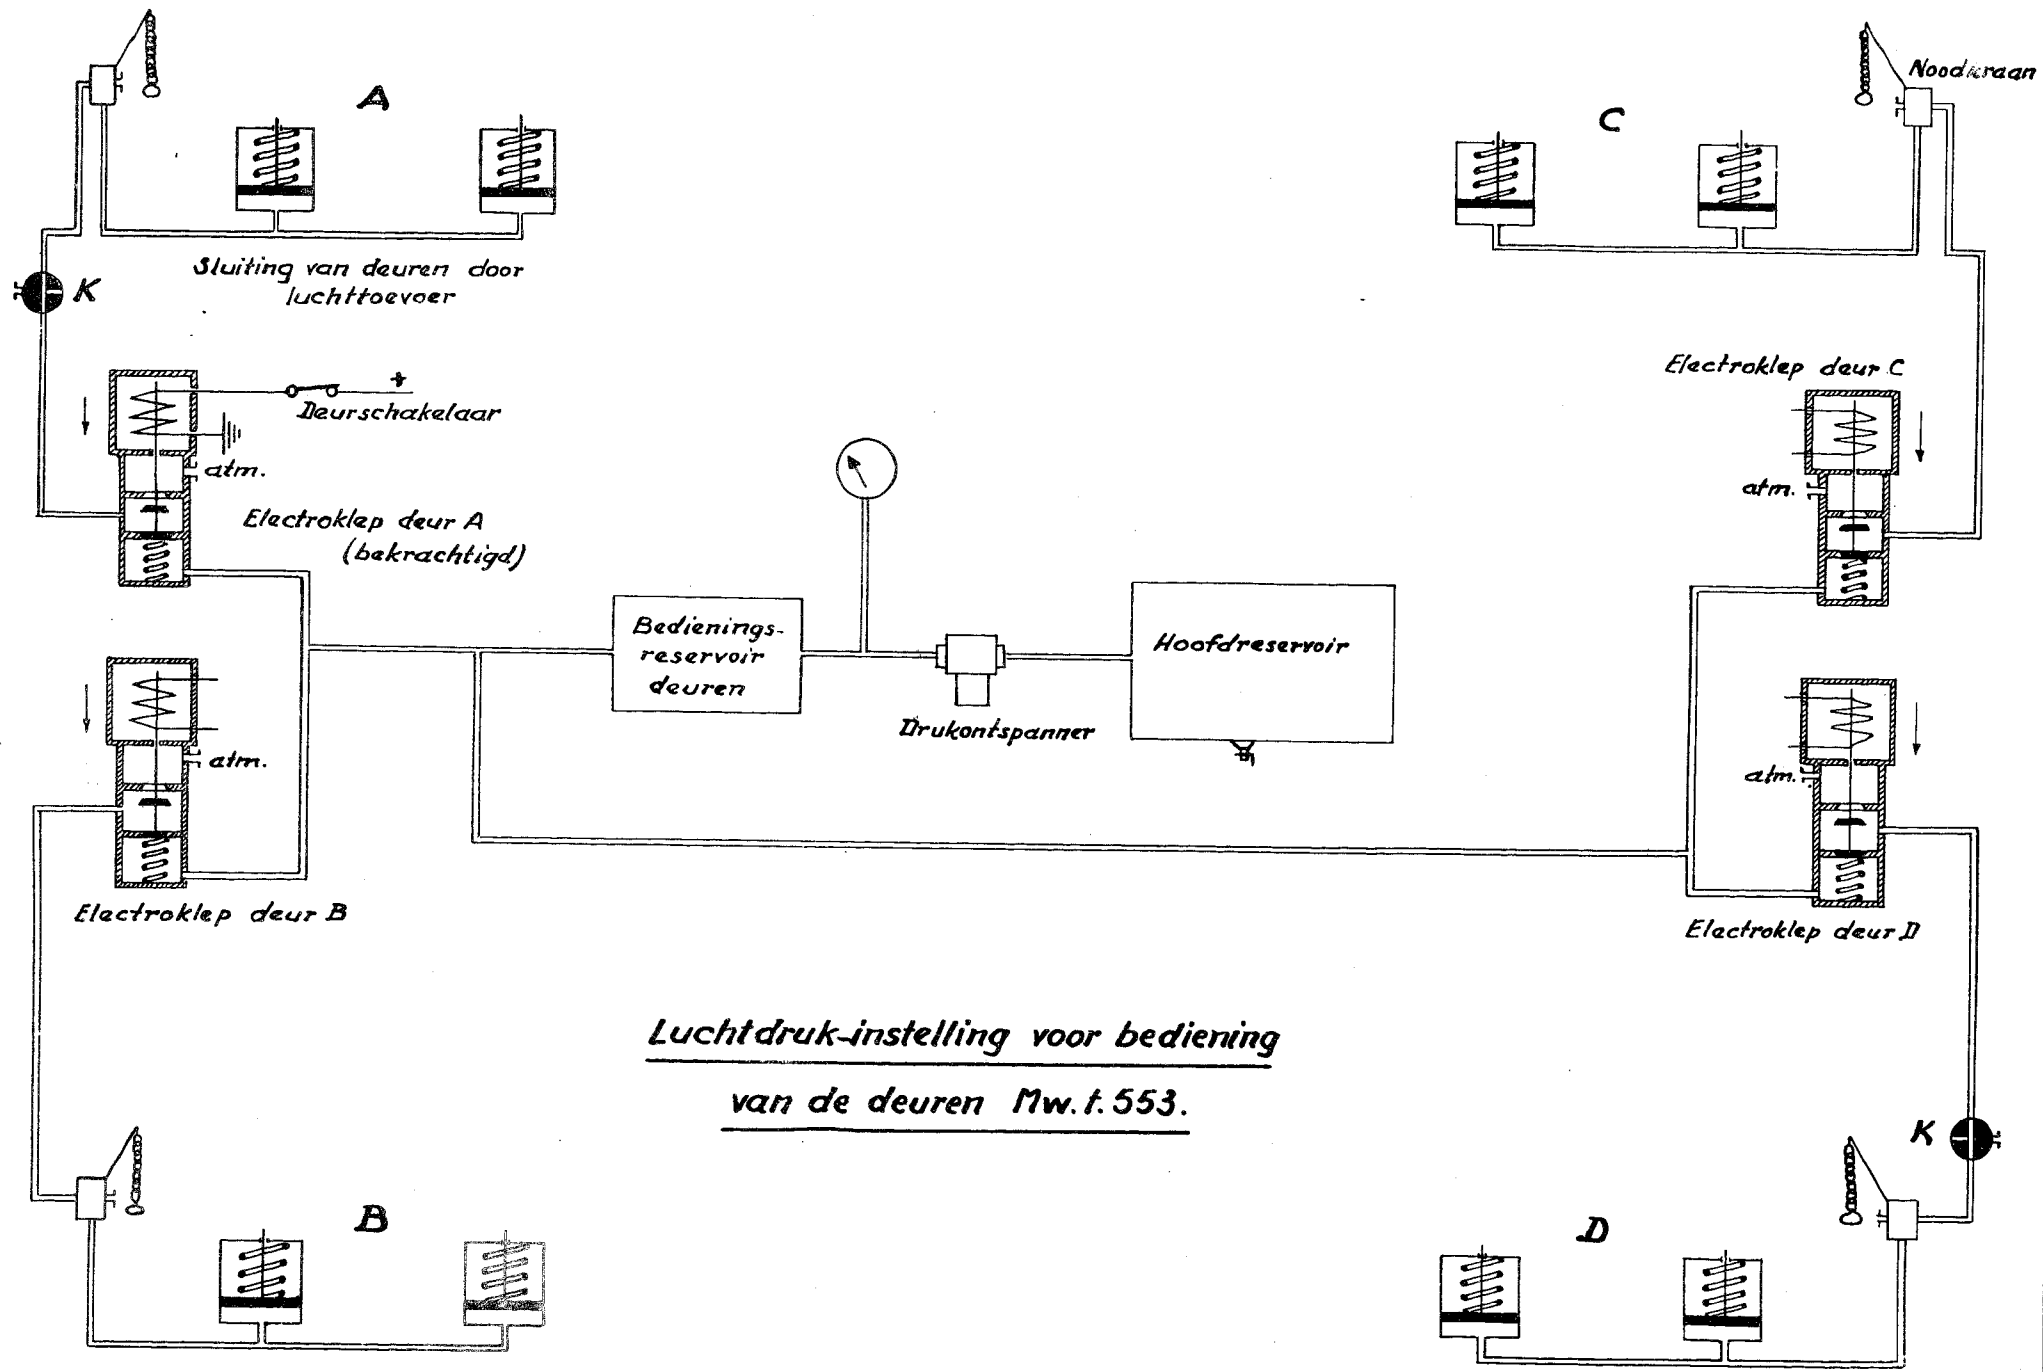 A
C
Noodkraan
Sluiting van deuren door
luchttoevoer
K
+
Deurschakelaar
atm.
Electroklep deur A
(bekrachtigd)
Electroklep deur C
atm.
Bedienings-
reservoir
deuren
Drukontspanner
Hoofdreservoir
atm.
Electroklep deur B
atm.
Electroklep deur D
Luchtdruk-instelling voor bediening
van de deuren Mw.t.553.
K
B
D